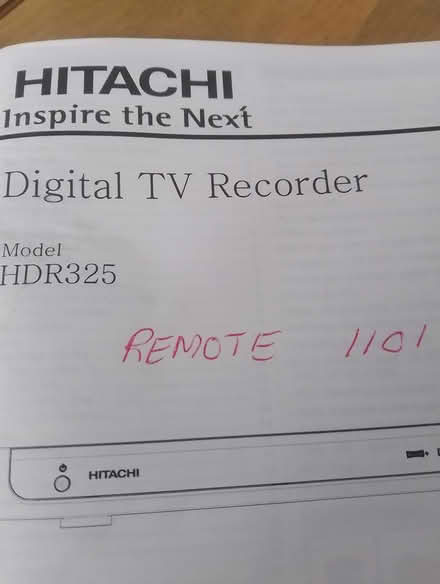 HITACHI
Inspire the Next
Digital TV Recorder
Model
HDR325
REMOTE 1101
HITACHI